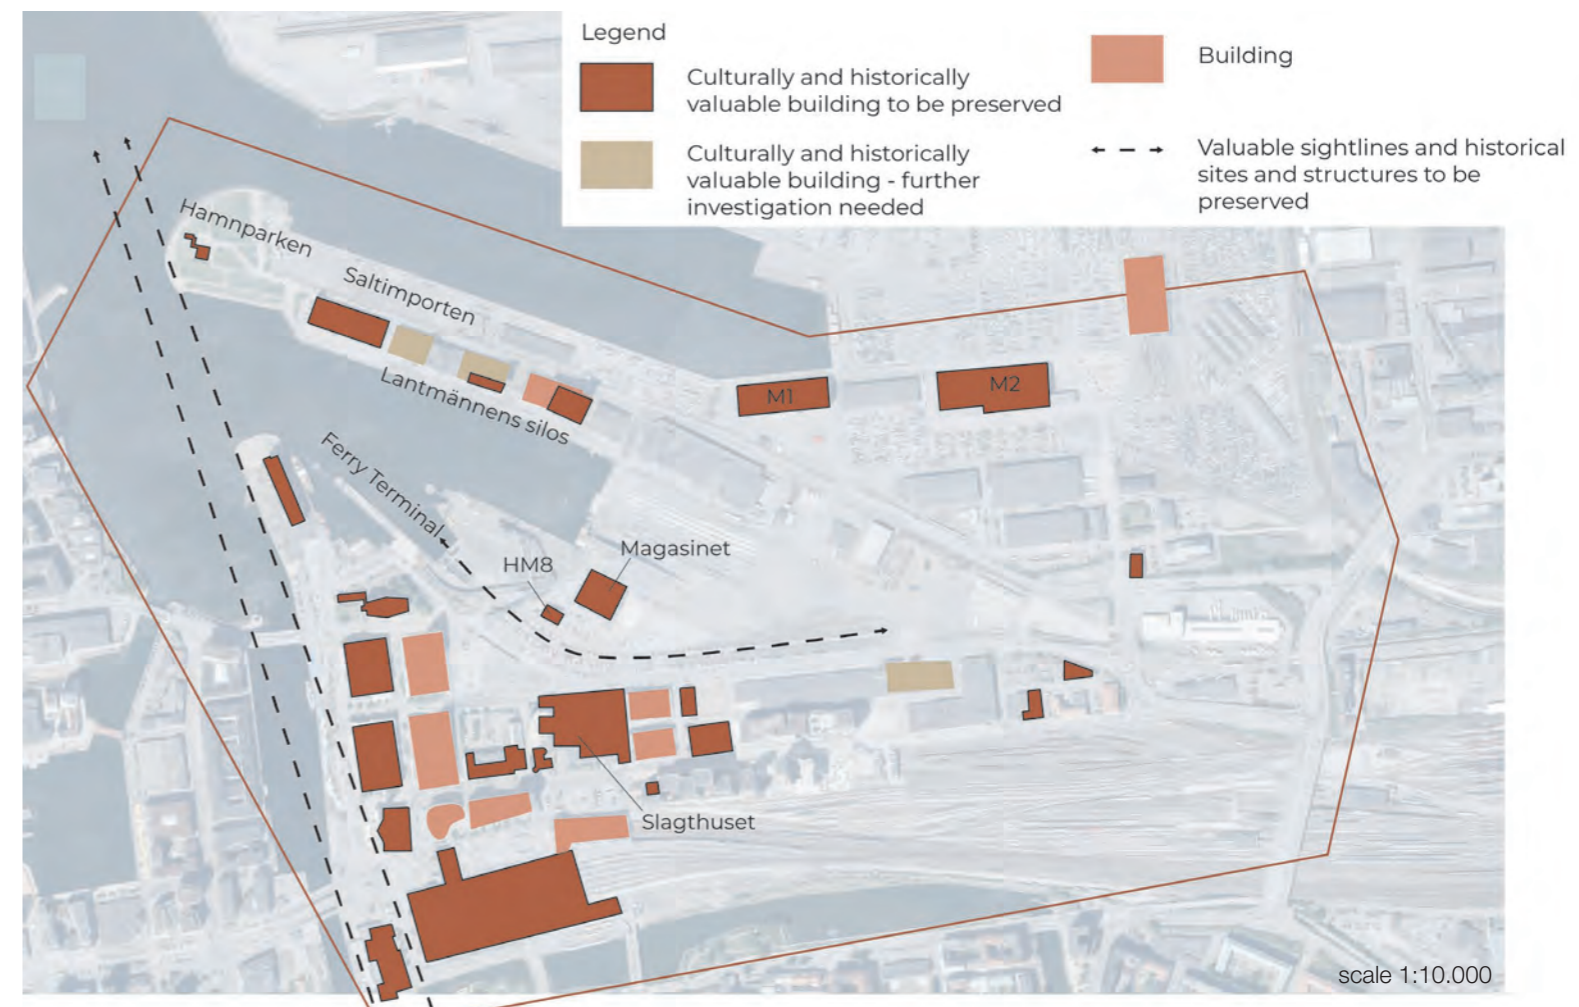 Legend
Culturally and historically
valuable building to be preserved
Culturally and historically
valuable building - further
investigation needed
Building
Valuable sightlines and historical
sites and structures to be
preserved
Hamnparken
Saltimporten
Lantmännens silos
M1
M2
Ferry Terminal
HM8
Magasinet
Slagthuset
scale 1:10.000